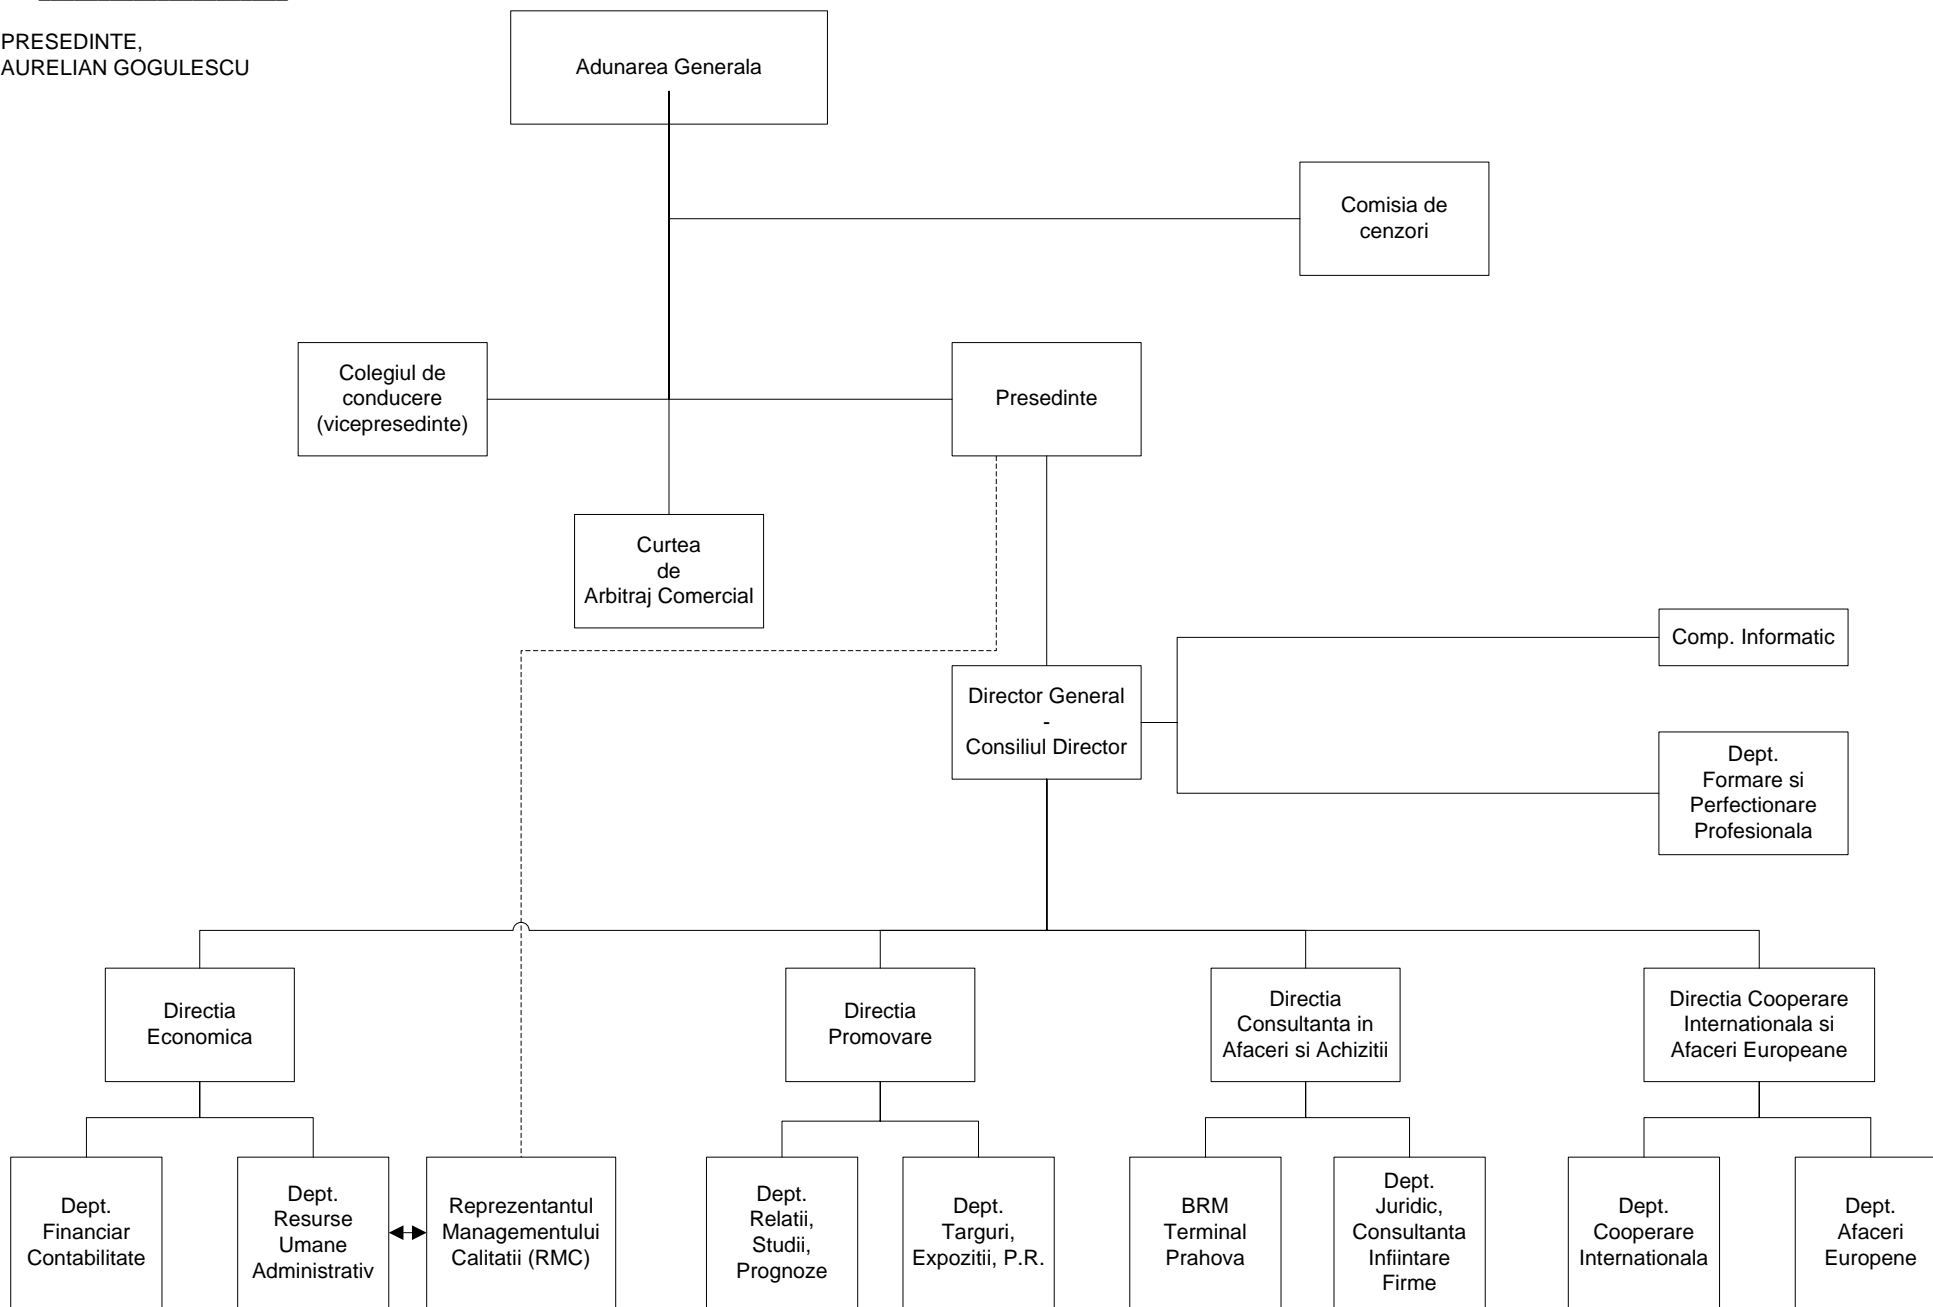 PRESEDINTE,
AURELIAN GOGULESCU
Adunarea Generala
Comisia de
cenzori
Colegiul de
conducere
(vicepresedinte)
Presedinte
Curtea
de
Arbitraj Comercial
Comp. Informatic
Director General
-
Consiliul Director
Dept.
Formare si
Perfectionare
Profesionala
Directia
Economica
Directia
Promovare
Directia
Consultanta in
Afaceri si Achizitii
Directia Cooperare
Internationala si
Afaceri Europeane
Dept.
Financiar
Contabilitate
Dept.
Resurse
Umane
Administrativ
Reprezentantul
Managementului
Calitatii (RMC)
Dept.
Relatii,
Studii,
Prognoze
Dept.
Targuri,
Expozitii, P.R.
BRM
Terminal
Prahova
Dept.
Juridic,
Consultanta
Infiintare
Firme
Dept.
Cooperare
Internationala
Dept.
Afaceri
Europene